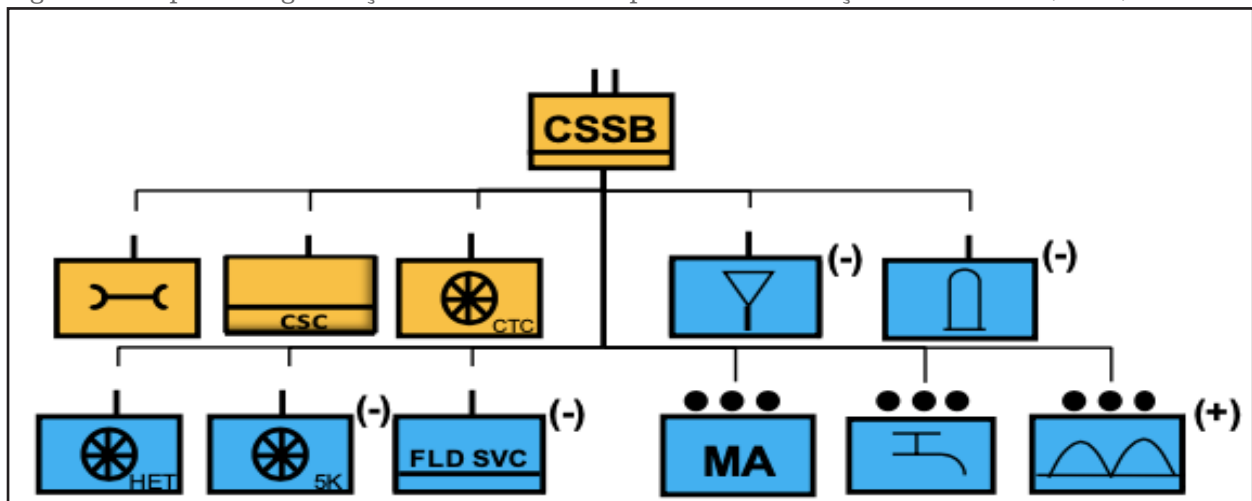 CSSB
CSC
CTC
(-)
(-)
HET
5K
(-)
FLD SVC
(-)
MA
(+)